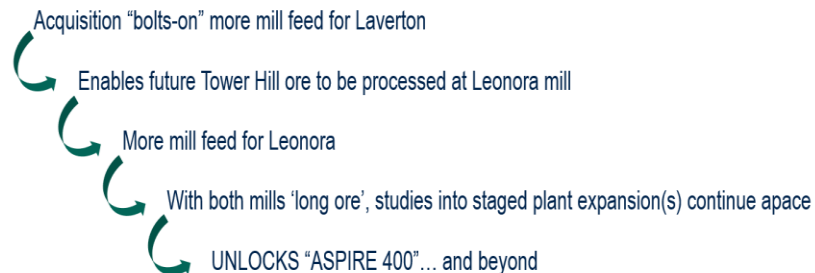 Acquisition “bolts-on” more mill feed for Laverton
Enables future Tower Hill ore to be processed at Leonora mill
More mill feed for Leonora
With both mills ‘long ore’, studies into staged plant expansion(s) continue apace
UNLOCKS “ASPIRE 400”… and beyond